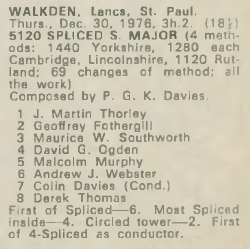 WALKDEN, Lancs, St. Paul.
Thurs., Dec. 30, 1976, 3h.2. (18½)
5120 SPLICED S. MAJOR (4 meth-
ods: 1440 Yorkshire, 1280 each
Cambridge, Lincolnshire, 1120 Rut-
land; 69 changes of method; all
the work)
Composed by P. G. K. Davies.
1 J. Martin Thorley
2 Geoffrey Fothergill
3 Maurice W. Southworth
4 David G. Ogden
5 Malcolm Murphy
6 Andrew J. Webster
7 Colin Davies (Cond.)
8 Derek Thomas
First of Spliced—6. Most Spliced
inside—4. Circled tower—2. First
of 4-Spliced as conductor.